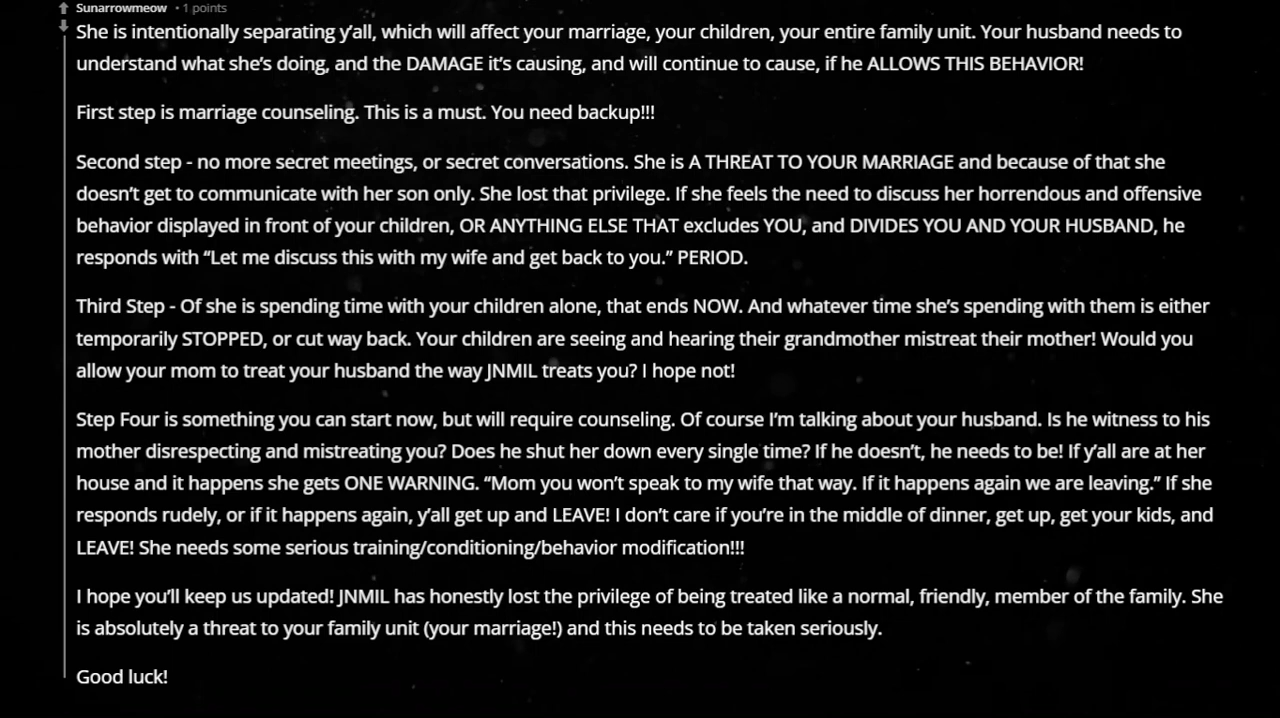 Sunarrowmeow • 1 points
She is intentionally separating y'all, which will affect your marriage, your children, your entire family unit. Your husband needs to
understand what she's doing, and the DAMAGE it's causing, and will continue to cause, if he ALLOWS THIS BEHAVIOR!
First step is marriage counseling. This is a must. You need backup!!!
Second step - no more secret meetings, or secret conversations. She is A THREAT TO YOUR MARRIAGE and because of that she
doesn't get to communicate with her son only. She lost that privilege. If she feels the need to discuss her horrendous and offensive
behavior displayed in front of your children, OR ANYTHING ELSE THAT excludes YOU, and DIVIDES YOU AND YOUR HUSBAND, he
responds with “Let me discuss this with my wife and get back to you.” PERIOD.
Third Step - Of she is spending time with your children alone, that ends NOW. And whatever time she's spending with them is either
temporarily STOPPED, or cut way back. Your children are seeing and hearing their grandmother mistreat their mother! Would you
allow your mom to treat your husband the way JNMIL treats you? I hope not!
Step Four is something you can start now, but will require counseling. Of course I'm talking about your husband. Is he witness to his
mother disrespecting and mistreating you? Does he shut her down every single time? If he doesn't, he needs to be! If y'all are at her
house and it happens she gets ONE WARNING. “Mom you won't speak to my wife that way. If it happens again we are leaving.” If she
responds rudely, or if it happens again, y'all get up and LEAVE! I don't care if you're in the middle of dinner, get up, get your kids, and
LEAVE! She needs some serious training/conditioning/behavior modification!!!
I hope you'll keep us updated! JNMIL has honestly lost the privilege of being treated like a normal, friendly, member of the family. She
is absolutely a threat to your family unit (your marriage!) and this needs to be taken seriously.
Good luck!